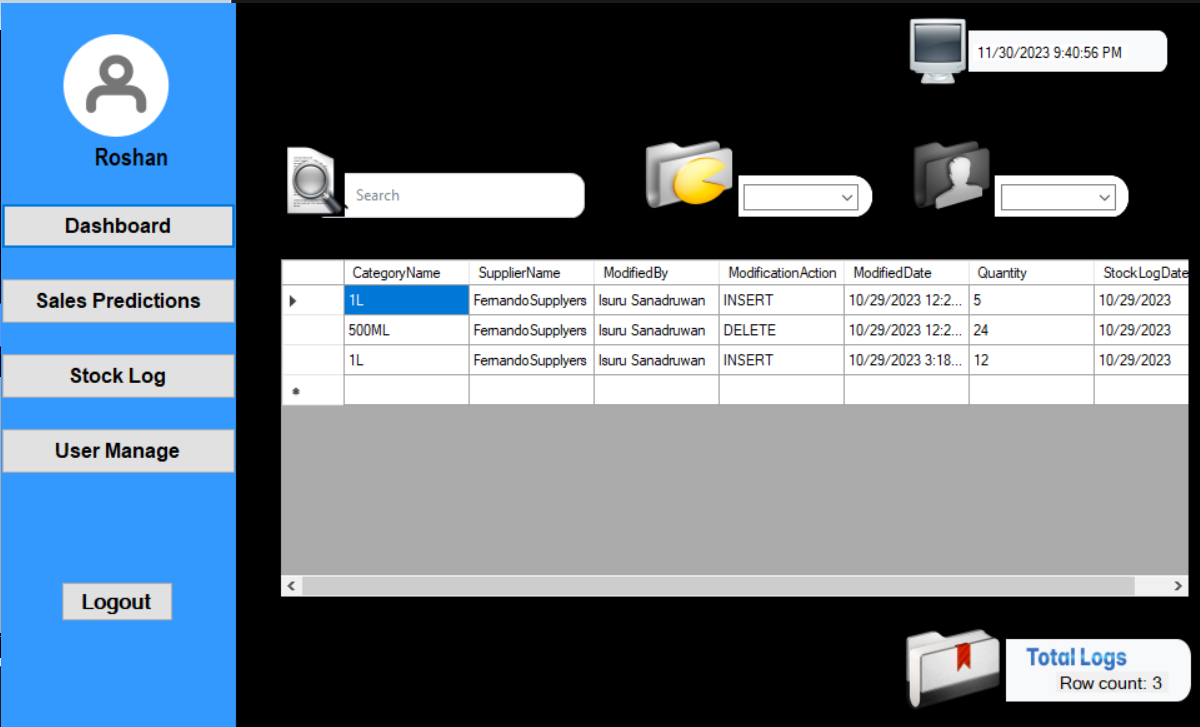 11/30/2023 9:40:56 PM
Roshan
Search
Dashboard
Sales Predictions
Stock Log
User Manage
Logout
CategoryName SupplierName ModifiedBy ModificationAction ModifiedDate Quantity StockLogDate
1L FernandoSupplyers Isuru Sanadruwan INSERT 10/29/2023 12:2... 5 10/29/2023
500ML FernandoSupplyers Isuru Sanadruwan DELETE 10/29/2023 12:2... 24 10/29/2023
1L FernandoSupplyers Isuru Sanadruwan INSERT 10/29/2023 3:18... 12 10/29/2023
Total Logs
Row count: 3